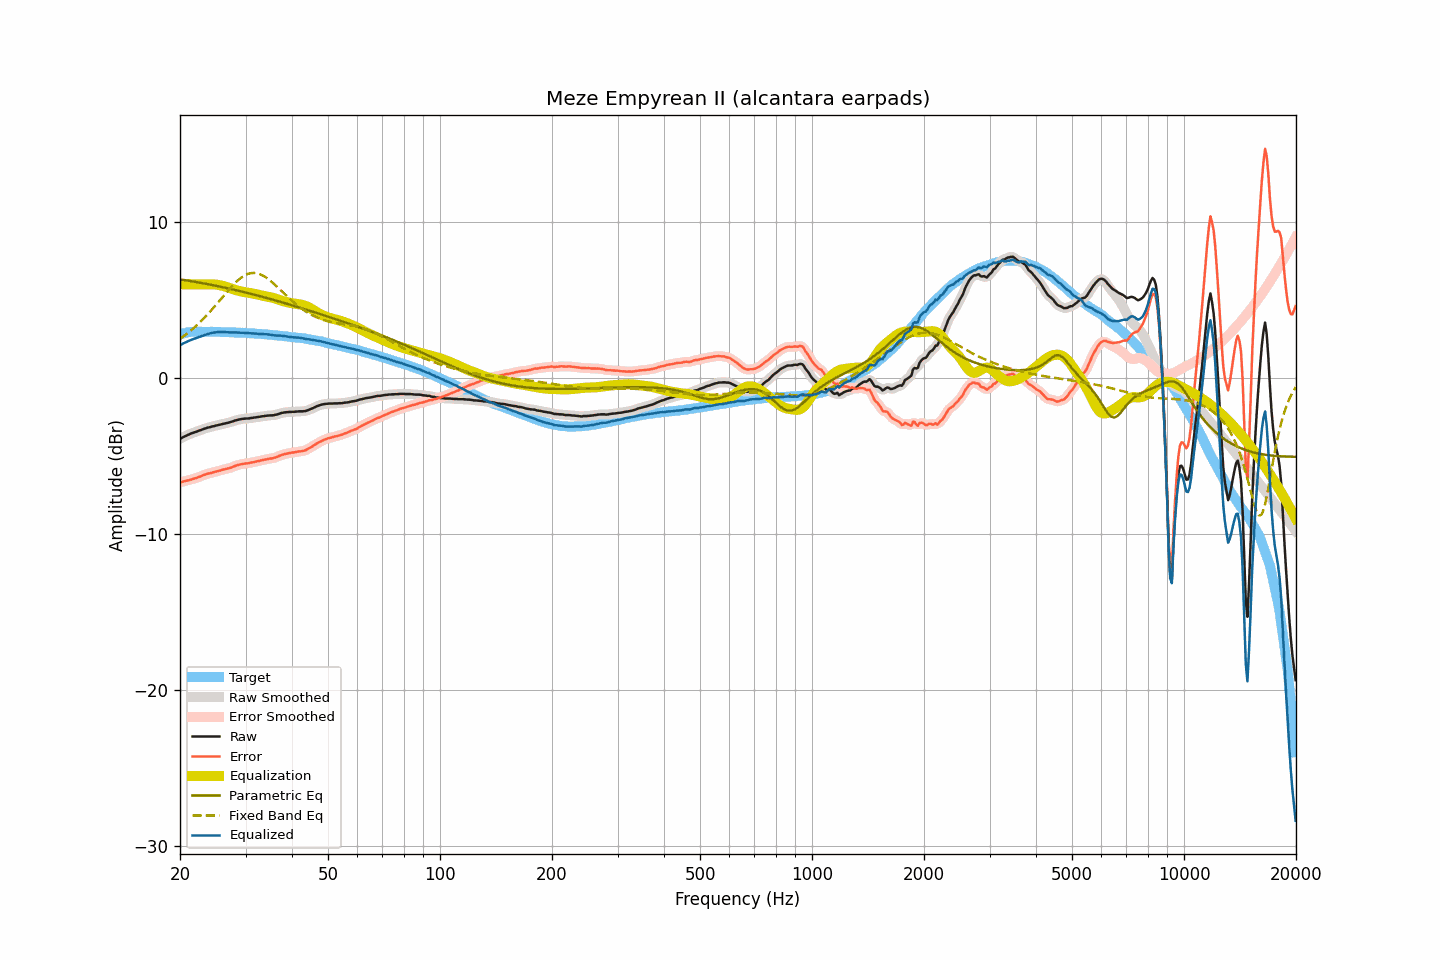 Meze Empyrean II (alcantara earpads)
10
0
−10
−20
−30
Amplitude (dBr)
Target
Raw Smoothed
Error Smoothed
Raw
Error
Equalization
Parametric Eq
Fixed Band Eq
Equalized
20 50 100 200 500 1000 2000 5000 10000 20000
Frequency (Hz)